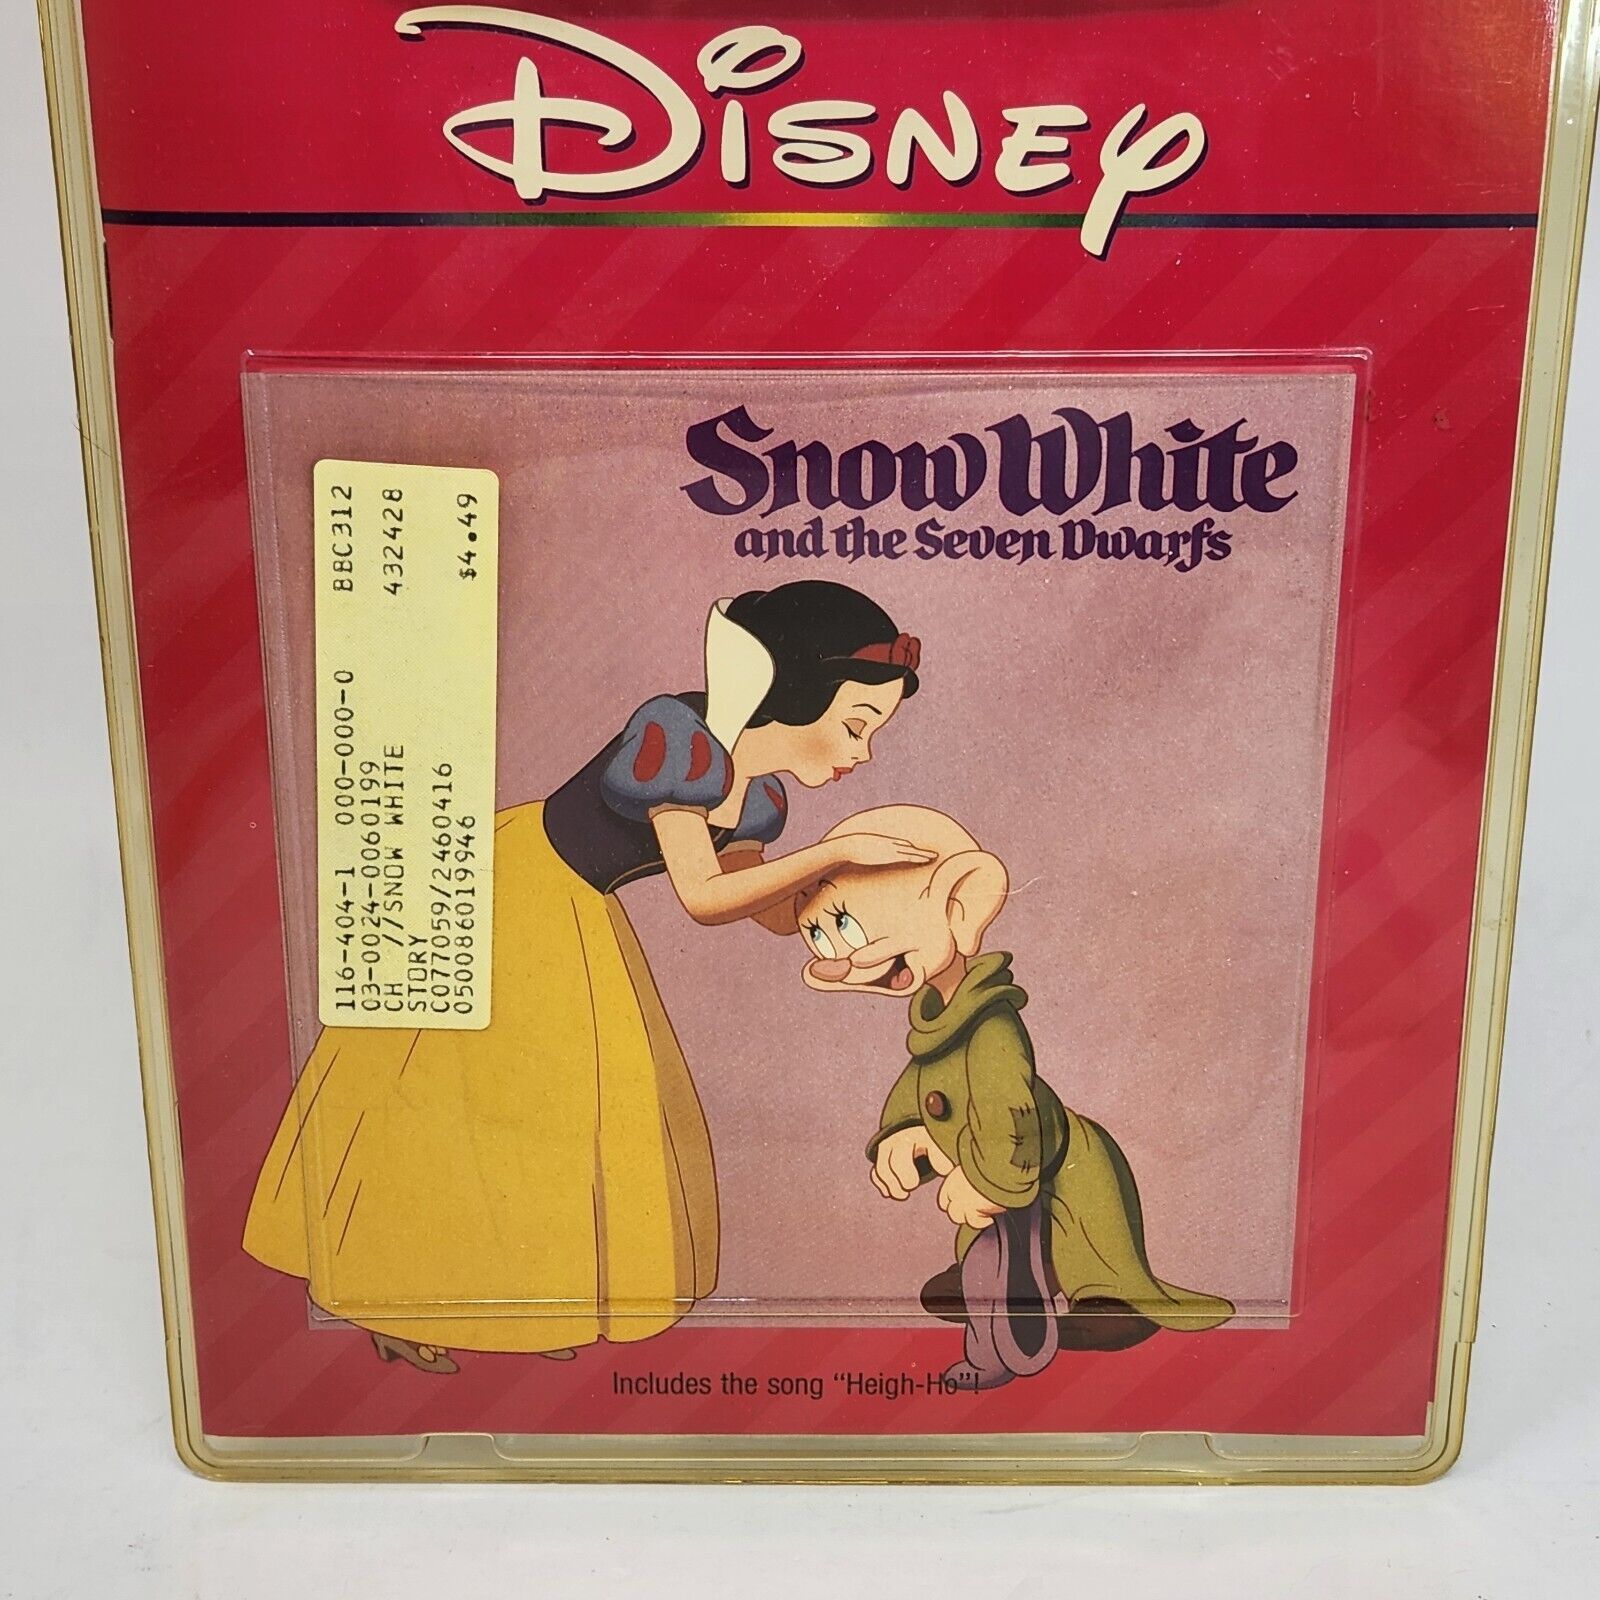 Disney
Snow White
and the Seven Dwarfs
116-404-1 000-000-0 BBC312
03-0024-0060199 432428
CH //SNOW WHITE
STORY
C077059/2460416
050086019946 $4.49
Includes the song “Heigh-Ho”!